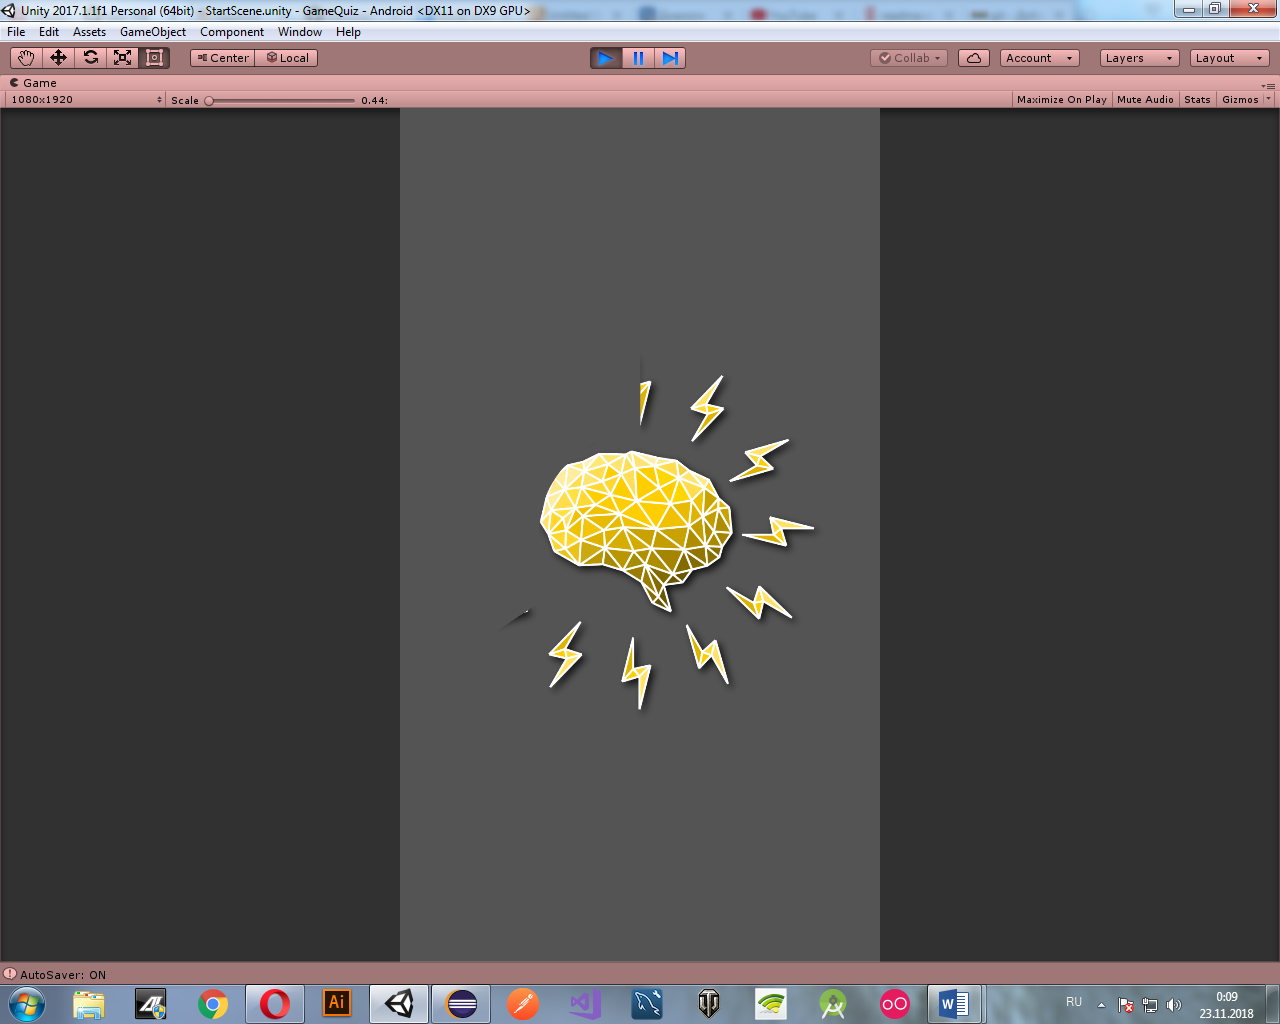 Unity 2017.1.1f1 Personal (64bit) - StartScene.unity - GameQuiz - Android <DX11 on DX9 GPU>
File Edit Assets GameObject Component Window Help
Center Local Collab Account Layers Layout
Game
1080x1920 Scale 0.44: Maximize On Play Mute Audio Stats Gizmos
AutoSaver: ON
Ai RU 0:09
23.11.2018